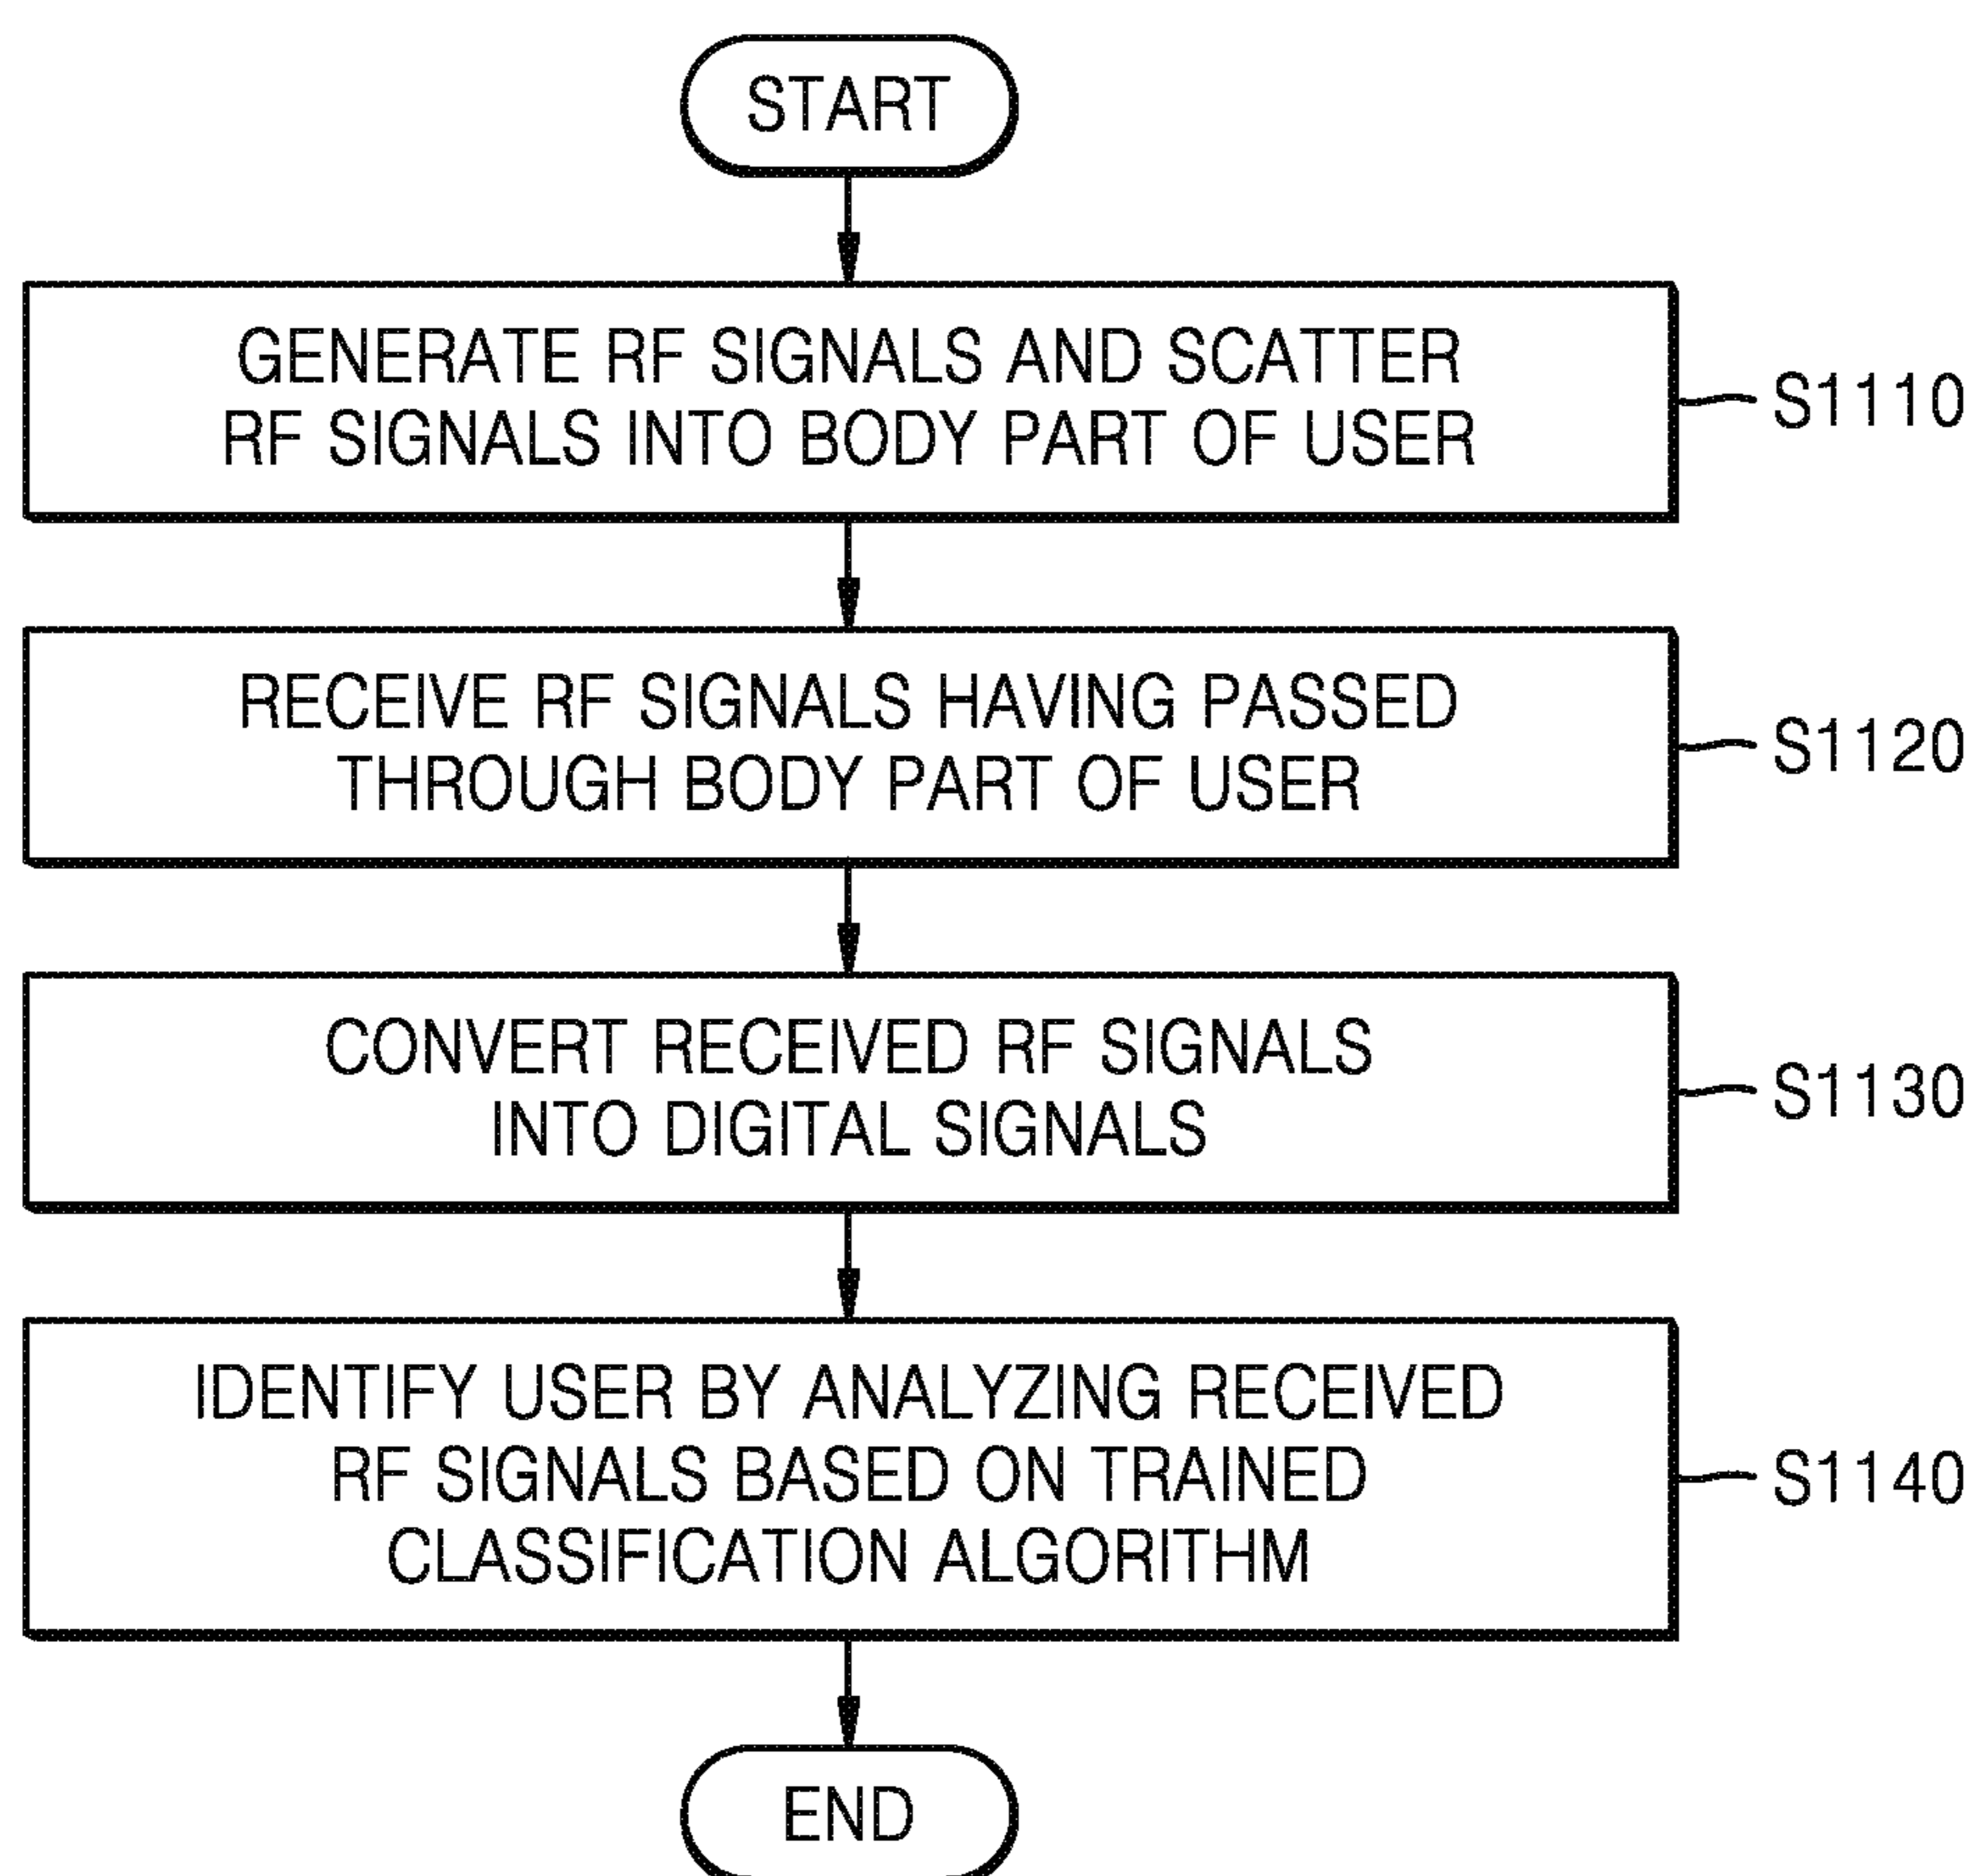 START
GENERATE RF SIGNALS AND SCATTER
RF SIGNALS INTO BODY PART OF USER
S1110
RECEIVE RF SIGNALS HAVING PASSED
THROUGH BODY PART OF USER
S1120
CONVERT RECEIVED RF SIGNALS
INTO DIGITAL SIGNALS
S1130
IDENTIFY USER BY ANALYZING RECEIVED
RF SIGNALS BASED ON TRAINED
CLASSIFICATION ALGORITHM
S1140
END